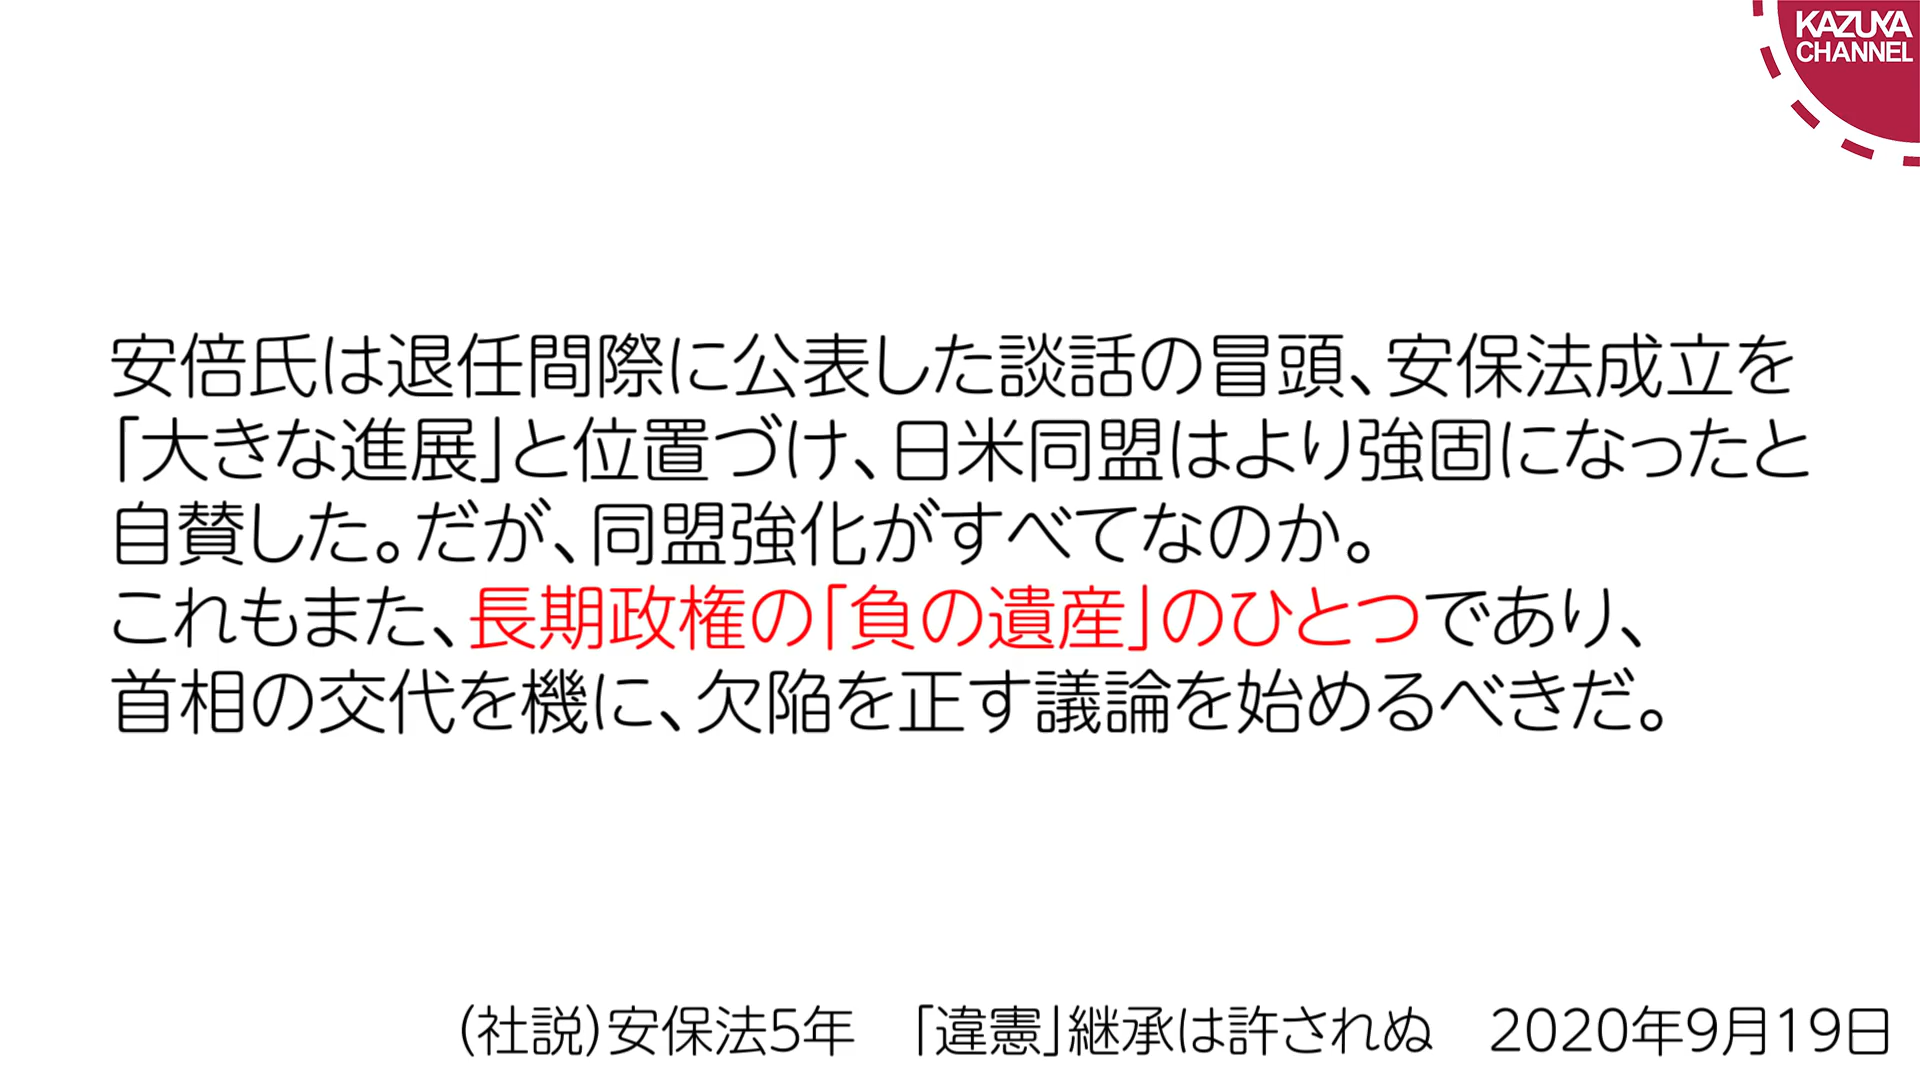 KAZUYA
CHANNEL
安倍氏は退任間際に公表した談話の冒頭、安保法成立を
「大きな進展」と位置づけ、日米同盟はより強固になったと
自賛した。だが、同盟強化がすべてなのか。
これもまた、長期政権の「負の遺産」のひとつであり、
首相の交代を機に、欠陥を正す議論を始めるべきだ。
(社説)安保法5年　「違憲」継承は許されぬ　2020年9月19日